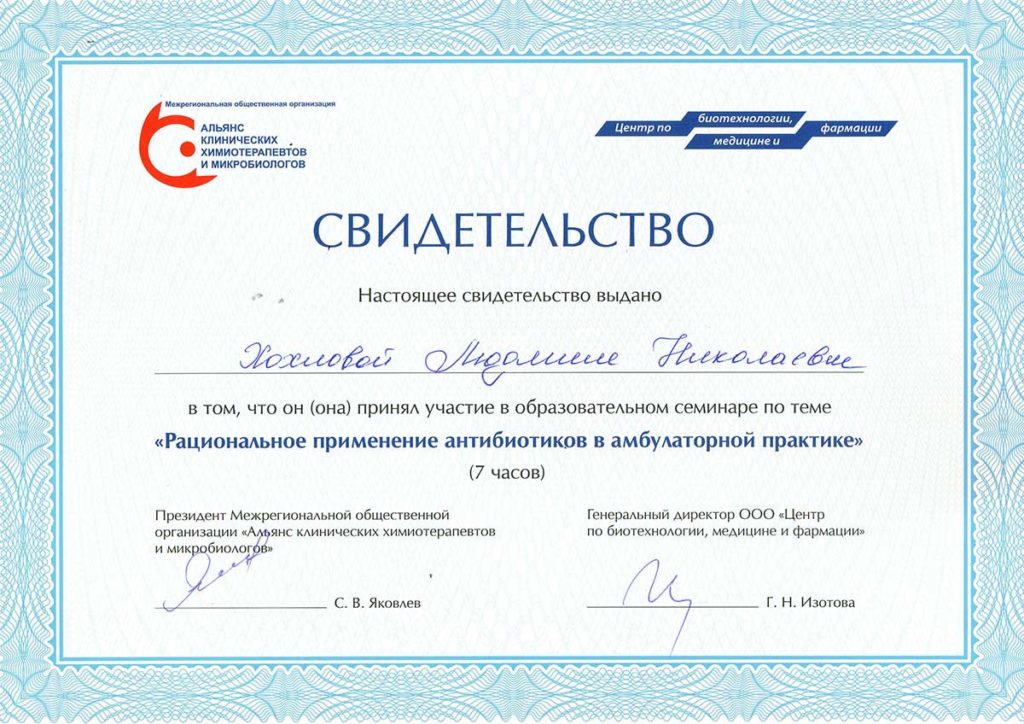 Межрегиональная общественная организация
АЛЬЯНС
КЛИНИЧЕСКИХ
ХИМИОТЕРАПЕВТОВ
И МИКРОБИОЛОГОВ
Центр по биотехнологии, медицине и фармации
СВИДЕТЕЛЬСТВО
Настоящее свидетельство выдано
Хохловой Людмиле Николаевне
в том, что он (она) принял участие в образовательном семинаре по теме
«Рациональное применение антибиотиков в амбулаторной практике»
(7 часов)
Президент Межрегиональной общественной
организации «Альянс клинических химиотерапевтов
и микробиологов»
С. В. Яковлев
Генеральный директор ООО «Центр
по биотехнологии, медицине и фармации»
Г. Н. Изотова